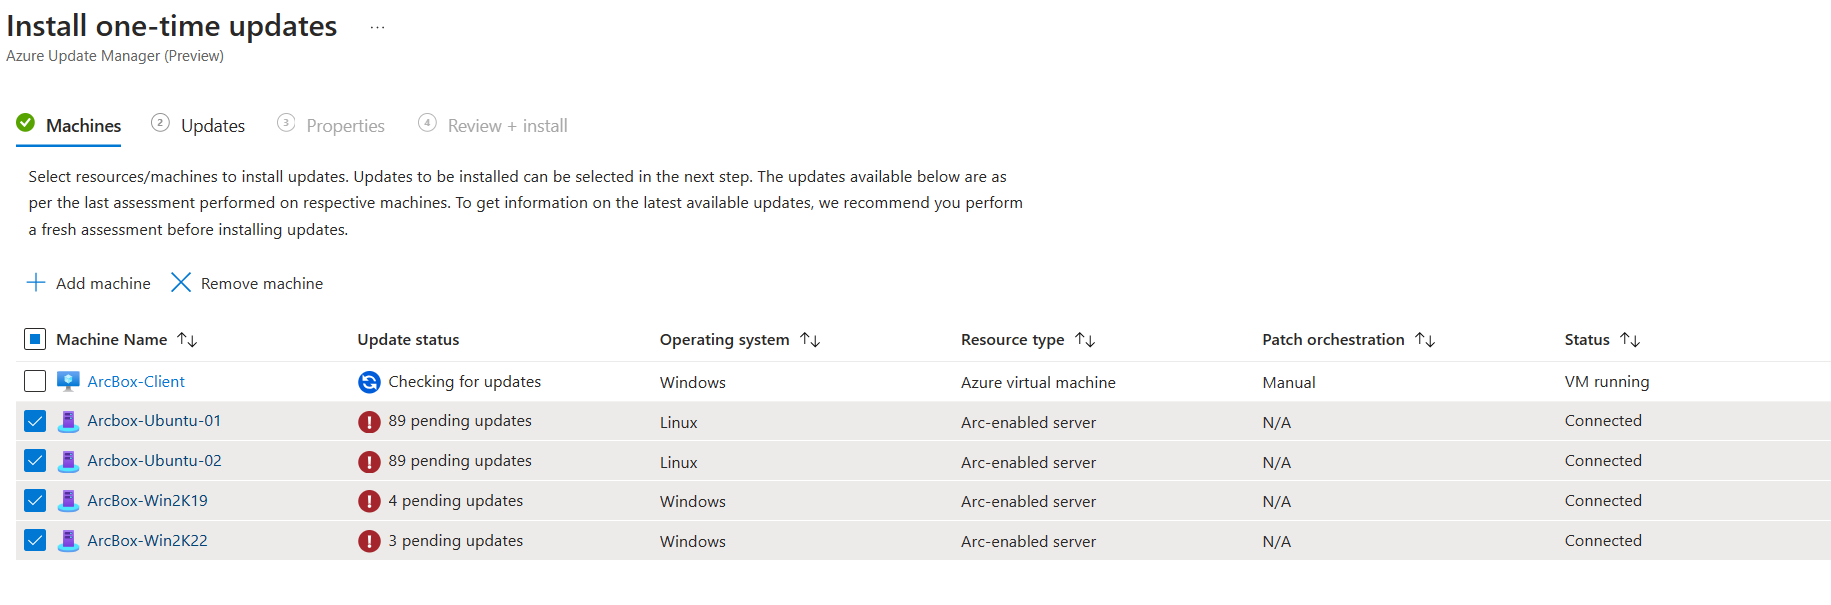 Install one-time updates ...
Azure Update Manager (Preview)
Machines 2 Updates 3 Properties 4 Review + install
Select resources/machines to install updates. Updates to be installed can be selected in the next step. The updates available below are as
per the last assessment performed on respective machines. To get information on the latest available updates, we recommend you perform
a fresh assessment before installing updates.
Add machine Remove machine
Machine Name Update status Operating system Resource type Patch orchestration Status
ArcBox-Client Checking for updates Windows Azure virtual machine Manual VM running
Arcbox-Ubuntu-01 89 pending updates Linux Arc-enabled server N/A Connected
Arcbox-Ubuntu-02 89 pending updates Linux Arc-enabled server N/A Connected
ArcBox-Win2K19 4 pending updates Windows Arc-enabled server N/A Connected
ArcBox-Win2K22 3 pending updates Windows Arc-enabled server N/A Connected